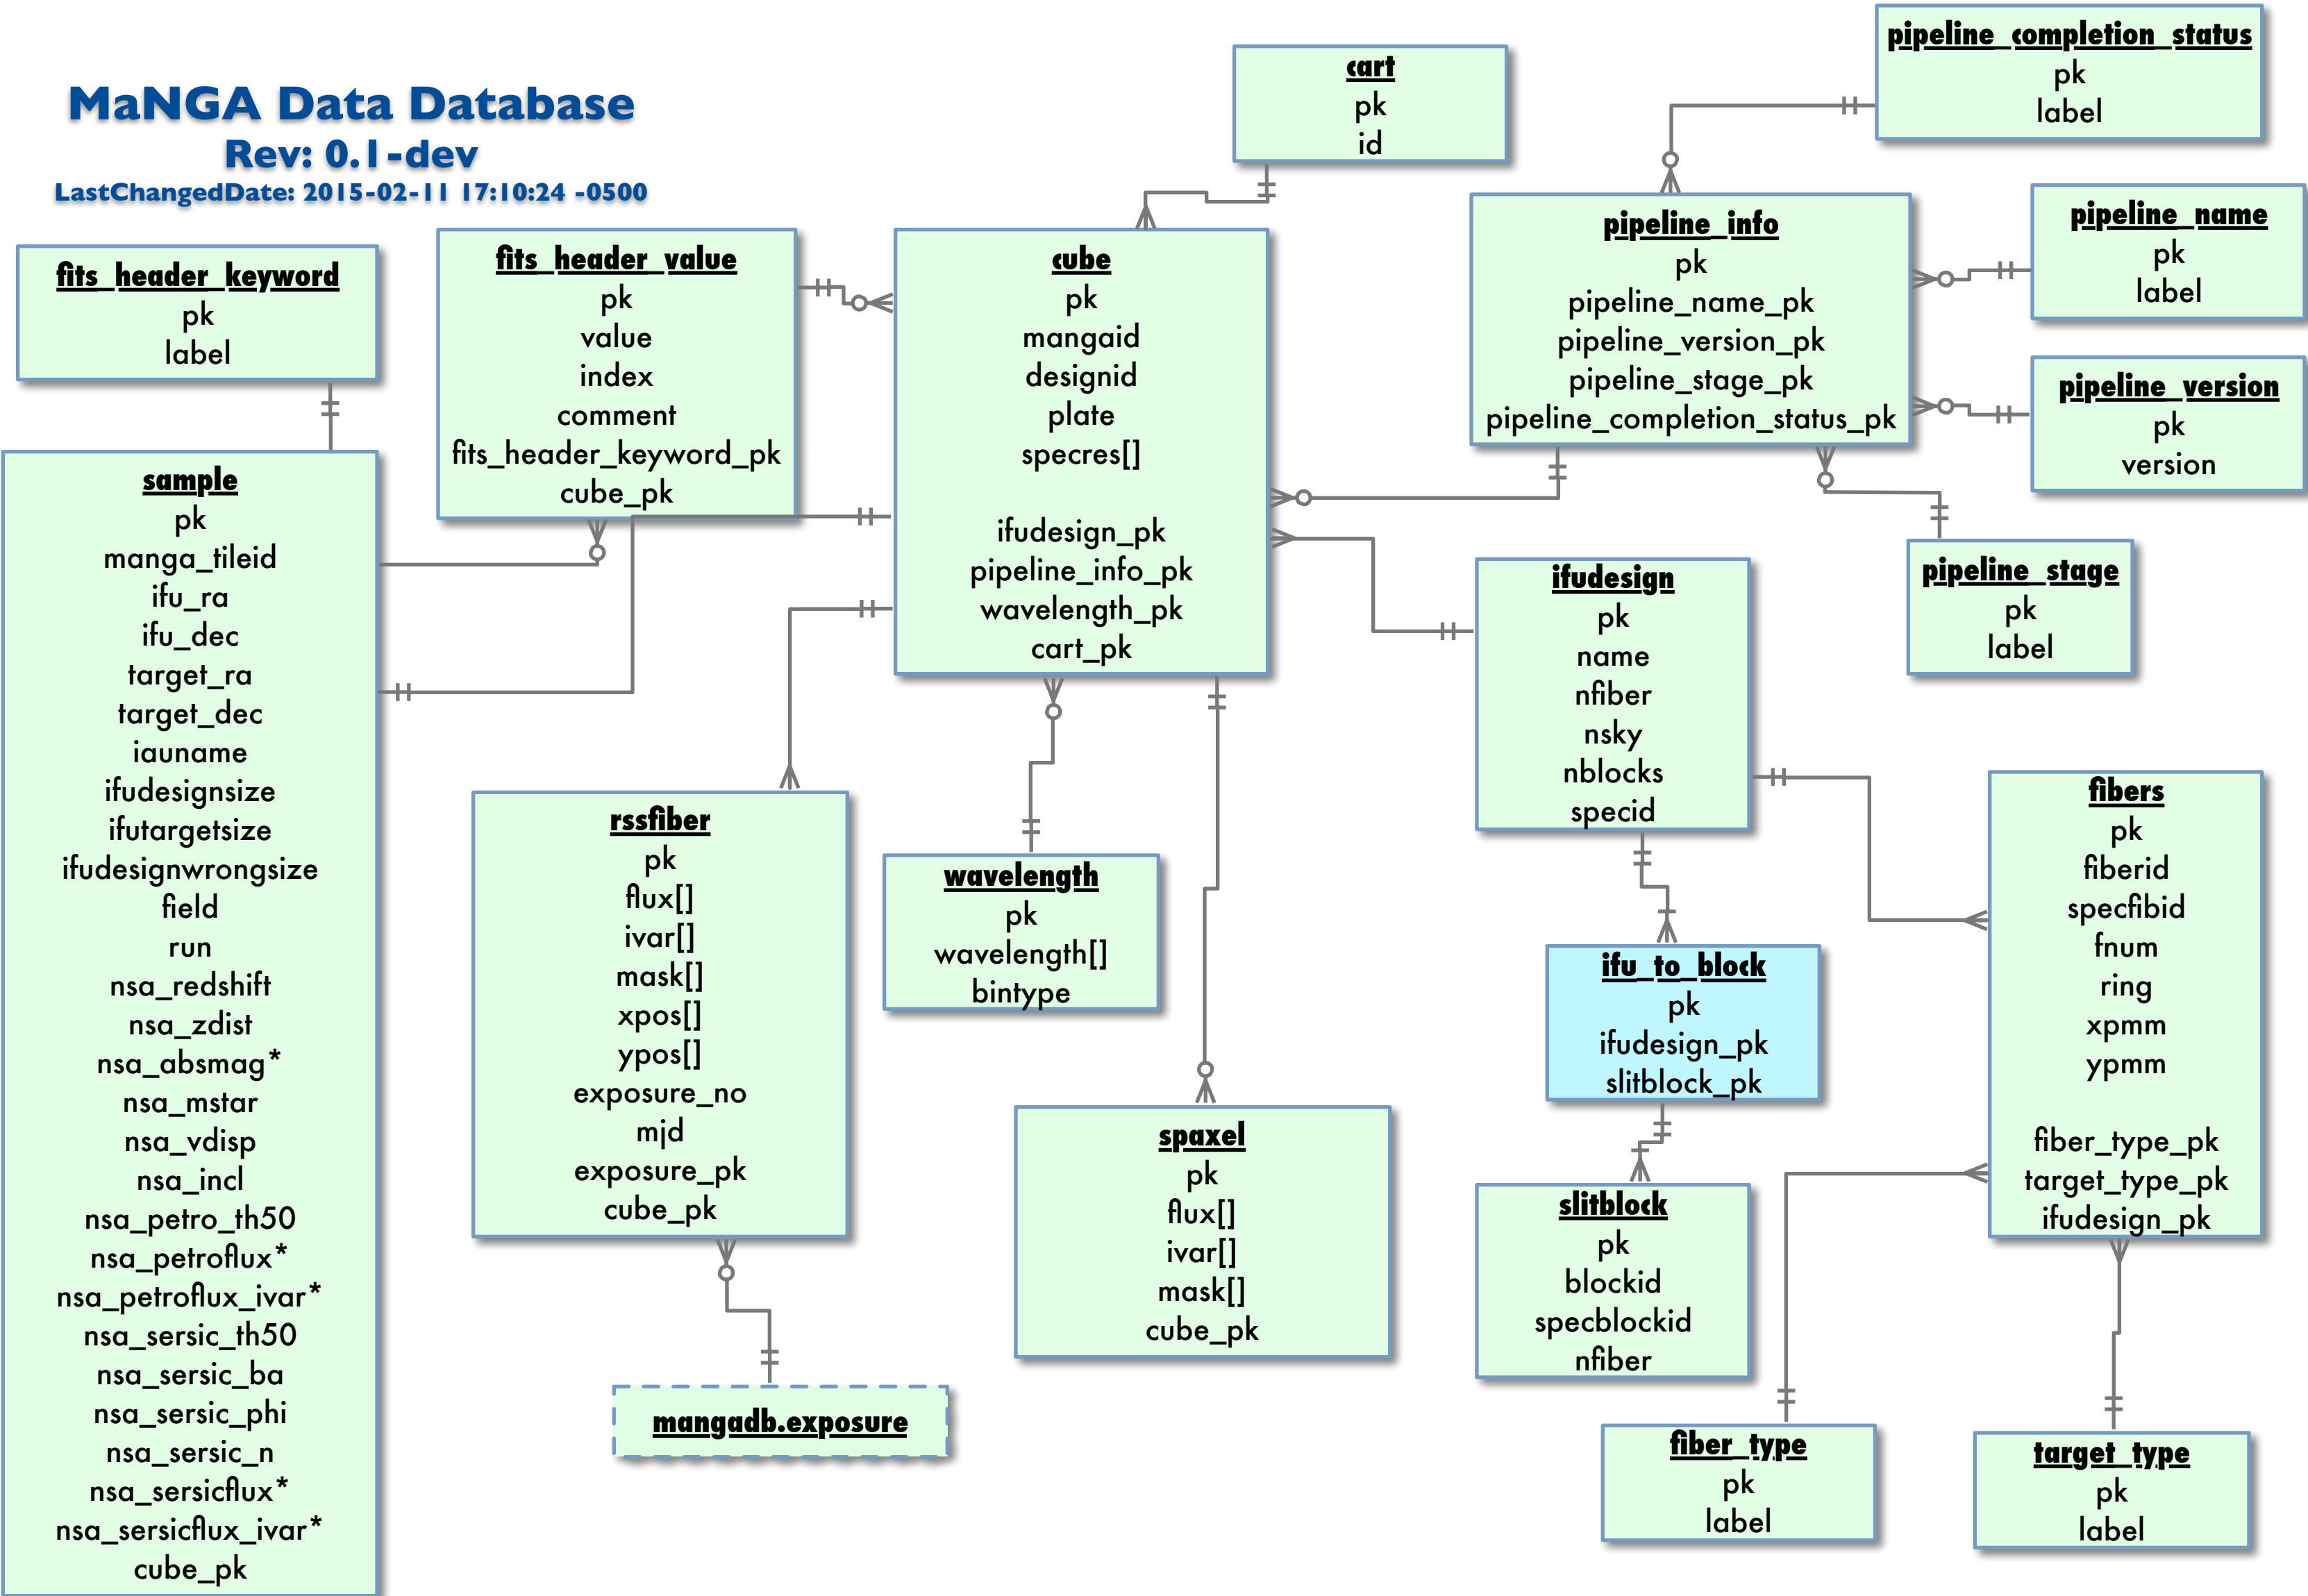 MaNGA Data Database
Rev: 0.1-dev
LastChangedDate: 2015-02-11 17:10:24 -0500
fits_header_keyword
pk
label
sample
pk
manga_tileid
ifu_ra
ifu_dec
target_ra
target_dec
iauname
ifudesignsize
ifutargetsize
ifudesignwrongsize
field
run
nsa_redshift
nsa_zdist
nsa_absmag*
nsa_mstar
nsa_vdisp
nsa_incl
nsa_petro_th50
nsa_petroflux*
nsa_petroflux_ivar*
nsa_sersic_th50
nsa_sersic_ba
nsa_sersic_phi
nsa_sersic_n
nsa_sersicflux*
nsa_sersicflux_ivar*
cube_pk
fits_header_value
pk
value
index
comment
fits_header_keyword_pk
cube_pk
rssfiber
pk
flux[]
ivar[]
mask[]
xpos[]
ypos[]
exposure_no
mjd
exposure_pk
cube_pk
mangadb.exposure
cart
pk
id
cube
pk
mangaid
designid
plate
specres[]
ifudesign_pk
pipeline_info_pk
wavelength_pk
cart_pk
wavelength
pk
wavelength[]
bintype
spaxel
pk
flux[]
ivar[]
mask[]
cube_pk
pipeline_info
pk
pipeline_name_pk
pipeline_version_pk
pipeline_stage_pk
pipeline_completion_status_pk
ifudesign
pk
name
nfiber
nsky
nblocks
specid
ifu_to_block
pk
ifudesign_pk
slitblock_pk
slitblock
pk
blockid
specblockid
nfiber
fiber_type
pk
label
pipeline_completion_status
pk
label
pipeline_name
pk
label
pipeline_version
pk
version
pipeline_stage
pk
label
fibers
pk
fiberid
specfibid
fnum
ring
xpmm
ypmm
fiber_type_pk
target_type_pk
ifudesign_pk
target_type
pk
label